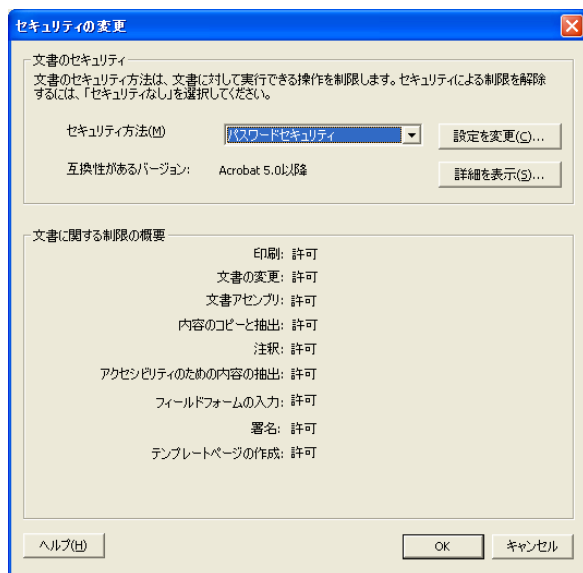 セキュリティの変更
文書のセキュリティ
文書のセキュリティ方法は、文書に対して実行できる操作を制限します。セキュリティによる制限を解除
するには、「セキュリティなし」を選択してください。
セキュリティ方法(M) パスワードセキュリティ 設定を変更(C)...
互換性があるバージョン: Acrobat 5.0以降 詳細を表示(S)...
文書に関する制限の概要
印刷: 許可
文書の変更: 許可
文書アセンブリ: 許可
内容のコピーと抽出: 許可
注釈: 許可
アクセシビリティのための内容の抽出: 許可
フィールドフォームの入力: 許可
署名: 許可
テンプレートページの作成: 許可
ヘルプ(H) OK キャンセル